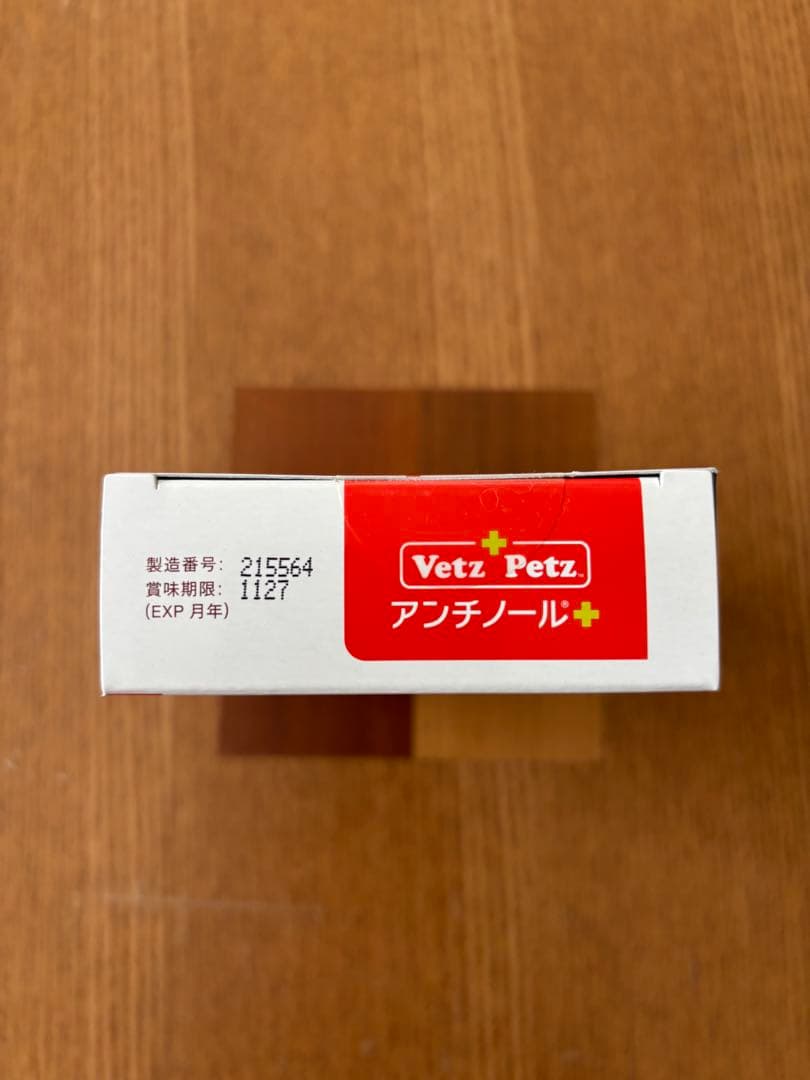 製造番号: 215564
賞味期限: 1127
(EXP 月年)
Vetz Petz™
アンチノール®+